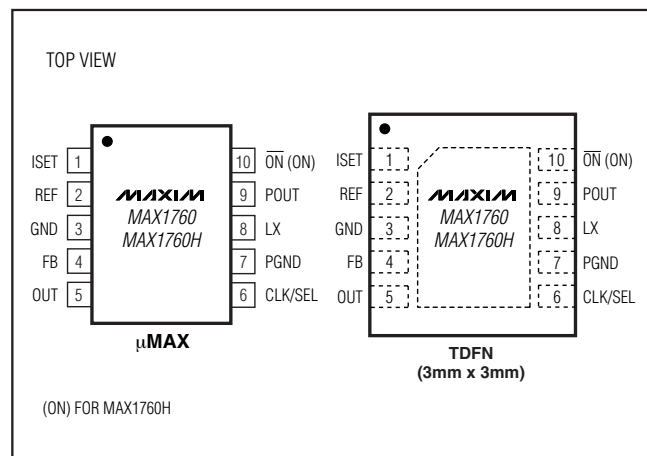 TOP VIEW
ISET 1
REF 2
GND 3
FB 4
OUT 5
10 ON (ON)
9 POUT
8 LX
7 PGND
6 CLK/SEL
MAXIM
MAX1760
MAX1760H
µMAX
ISET 1
REF 2
GND 3
FB 4
OUT 5
10 ON (ON)
9 POUT
8 LX
7 PGND
6 CLK/SEL
MAXIM
MAX1760
MAX1760H
TDFN
(3mm x 3mm)
(ON) FOR MAX1760H